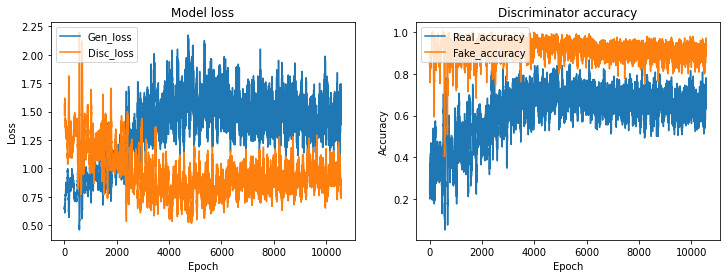 Model loss
Gen_loss
Disc_loss
2.25
2.00
1.75
1.50
1.25
1.00
0.75
0.50
Loss
0
2000
4000
6000
8000
10000
Epoch
Discriminator accuracy
Real_accuracy
Fake_accuracy
1.0
0.8
0.6
0.4
0.2
Accuracy
0
2000
4000
6000
8000
10000
Epoch